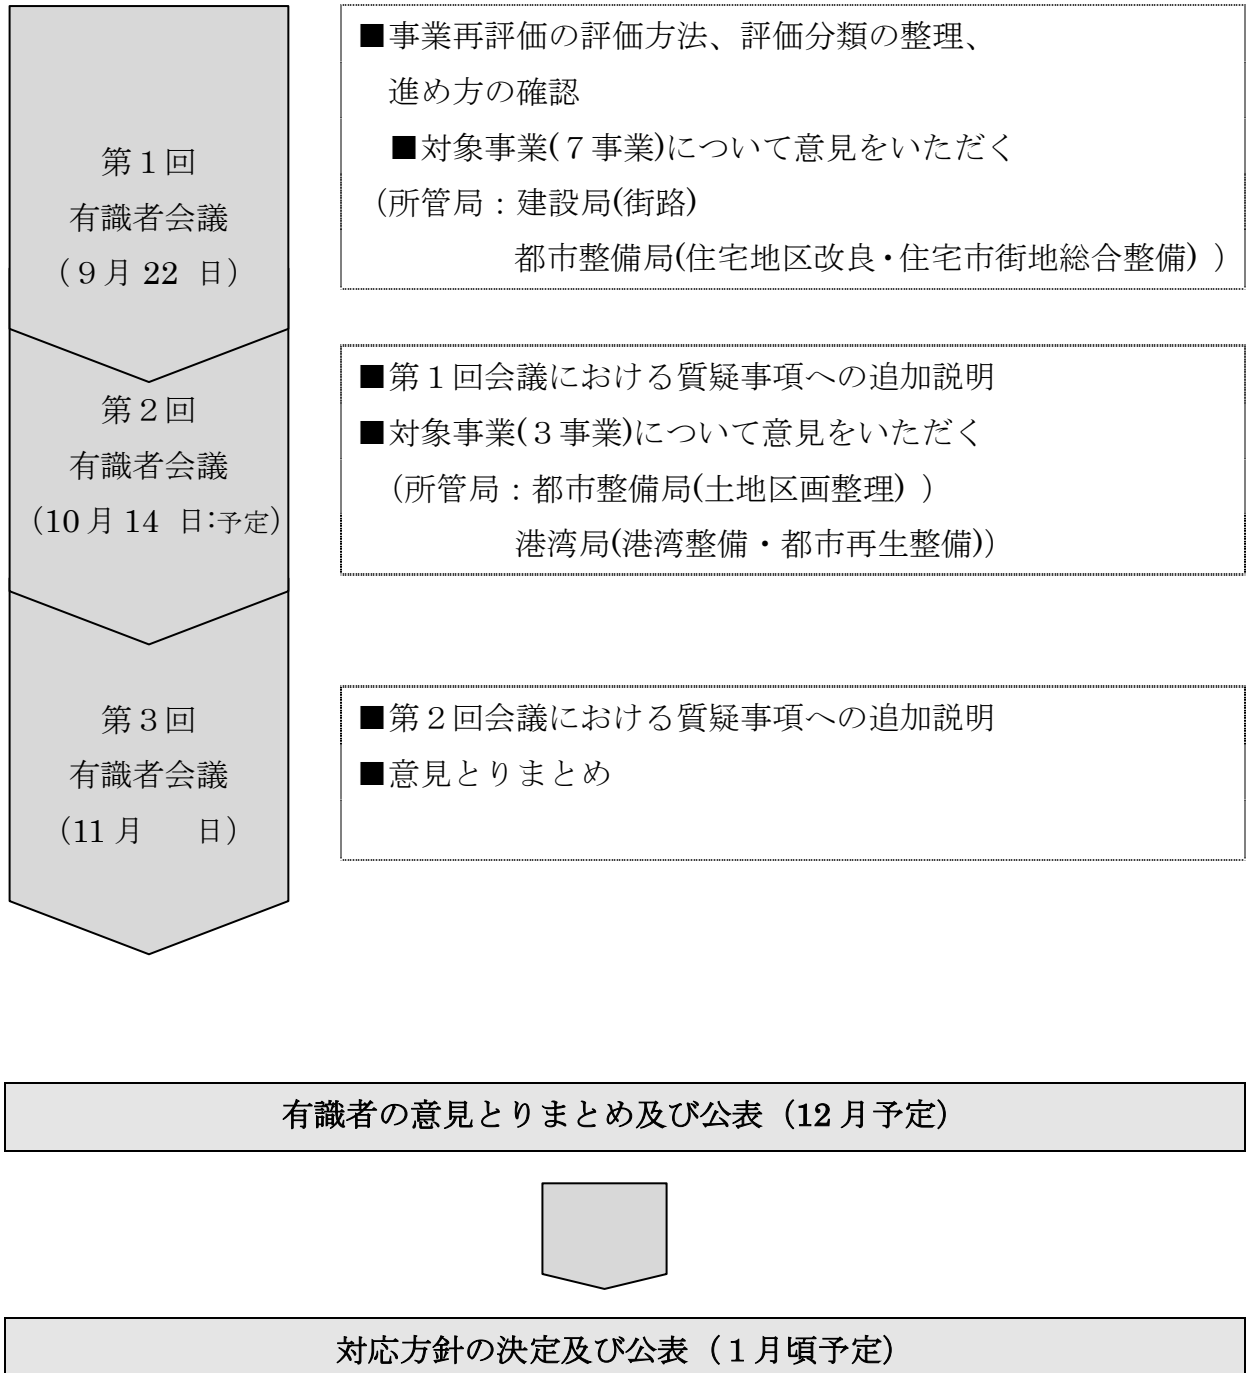 第１回
有識者会議
（９月 22 日）
■事業再評価の評価方法、評価分類の整理、
進め方の確認
■対象事業(７事業)について意見をいただく
（所管局：建設局(街路)
都市整備局(住宅地区改良・住宅市街地総合整備) ）
第２回
有識者会議
（10 月 14 日：予定）
■第１回会議における質疑事項への追加説明
■対象事業(３事業)について意見をいただく
（所管局：都市整備局(土地区画整理) ）
港湾局(港湾整備・都市再生整備)）
第３回
有識者会議
（11 月　　日）
■第２回会議における質疑事項への追加説明
■意見とりまとめ
有識者の意見とりまとめ及び公表（12 月予定）
対応方針の決定及び公表（１月頃予定）